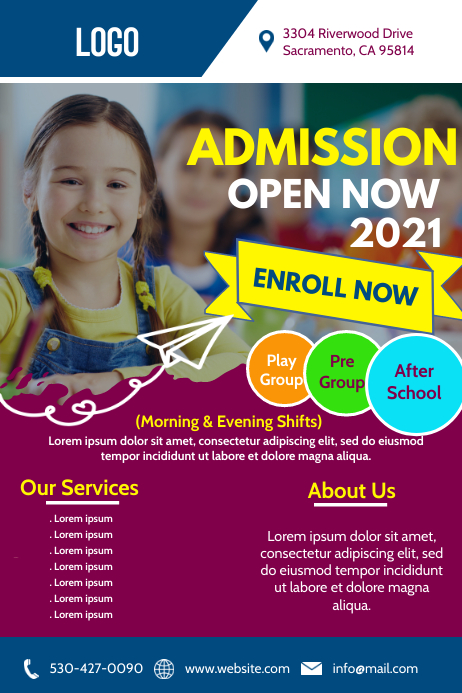 LOGO
3304 Riverwood Drive
Sacramento, CA 95814
ADMISSION
OPEN NOW
2021
ENROLL NOW
Play
Group
Pre
Group
After
School
(Morning & Evening Shifts)
Lorem ipsum dolor sit amet, consectetur adipiscing elit, sed do eiusmod
tempor incididunt ut labore et dolore magna aliqua.
Our Services
. Lorem ipsum
. Lorem ipsum
. Lorem ipsum
. Lorem ipsum
. Lorem ipsum
. Lorem ipsum
. Lorem ipsum
About Us
Lorem ipsum dolor sit amet,
consectetur adipiscing elit, sed
do eiusmod tempor incididunt
ut labore et dolore magna
aliqua.
530-427-0090
www.website.com
info@mail.com